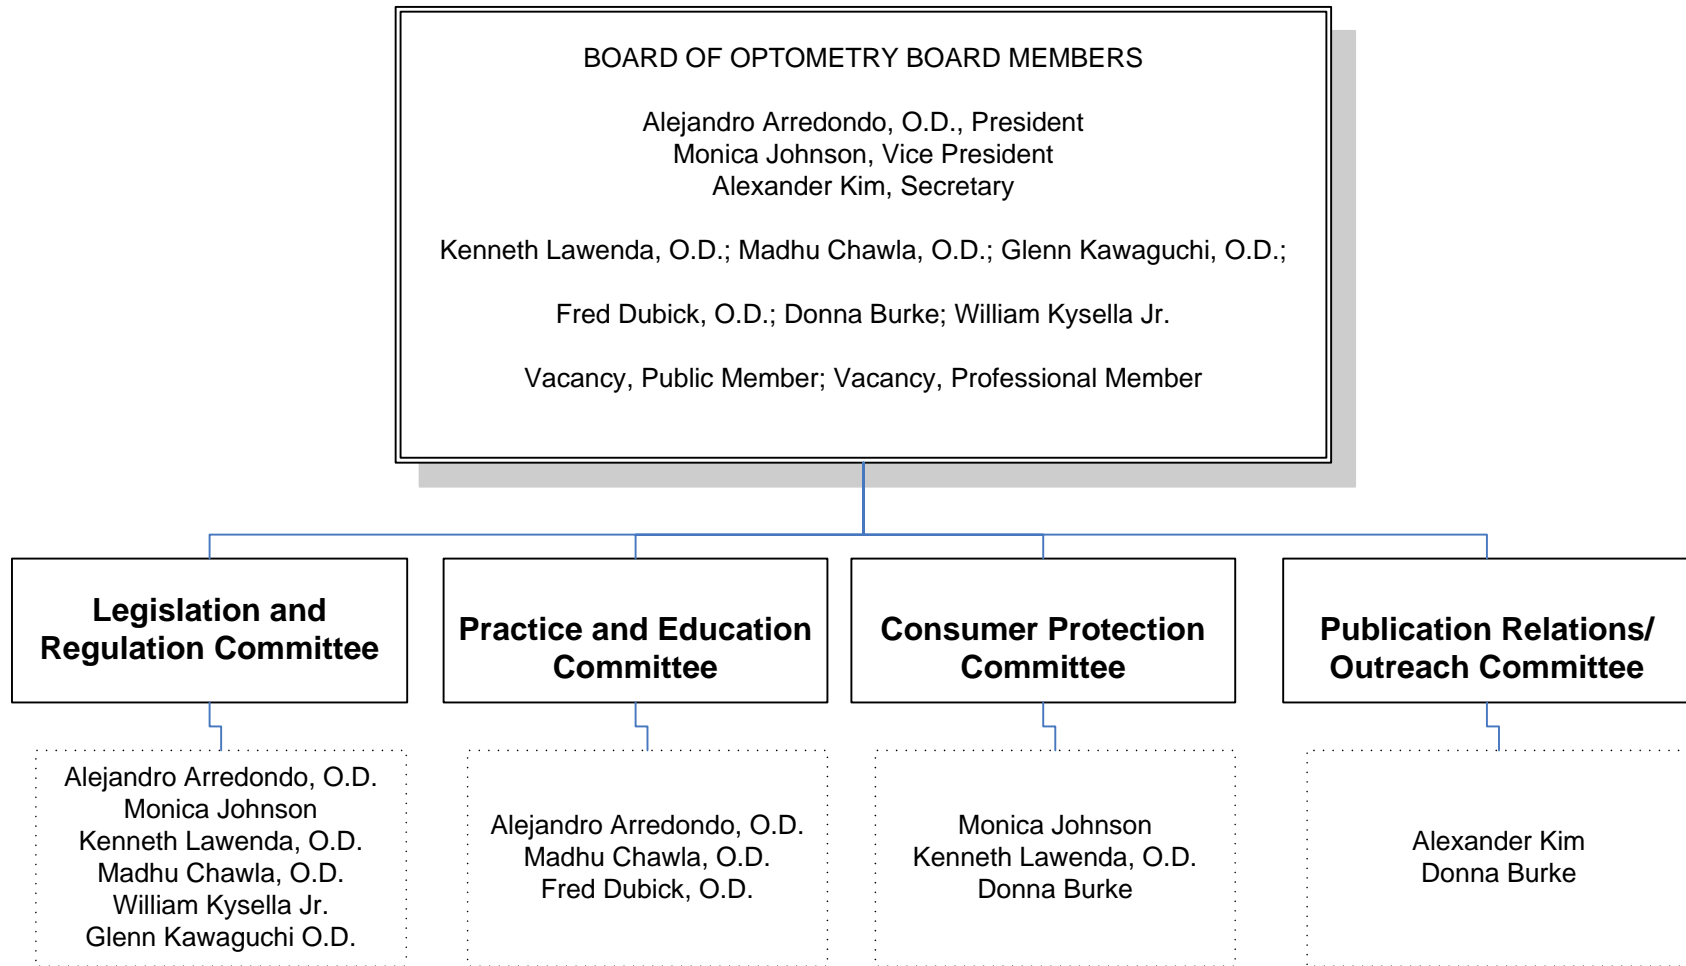 BOARD OF OPTOMETRY BOARD MEMBERS
Alejandro Arredondo, O.D., President
Monica Johnson, Vice President
Alexander Kim, Secretary
Kenneth Lawenda, O.D.; Madhu Chawla, O.D.; Glenn Kawaguchi, O.D.;
Fred Dubick, O.D.; Donna Burke; William Kysella Jr.
Vacancy, Public Member; Vacancy, Professional Member
Legislation and
Regulation Committee
Practice and Education
Committee
Consumer Protection
Committee
Publication Relations/
Outreach Committee
Alejandro Arredondo, O.D.
Monica Johnson
Kenneth Lawenda, O.D.
Madhu Chawla, O.D.
William Kysella Jr.
Glenn Kawaguchi O.D.
Alejandro Arredondo, O.D.
Madhu Chawla, O.D.
Fred Dubick, O.D.
Monica Johnson
Kenneth Lawenda, O.D.
Donna Burke
Alexander Kim
Donna Burke